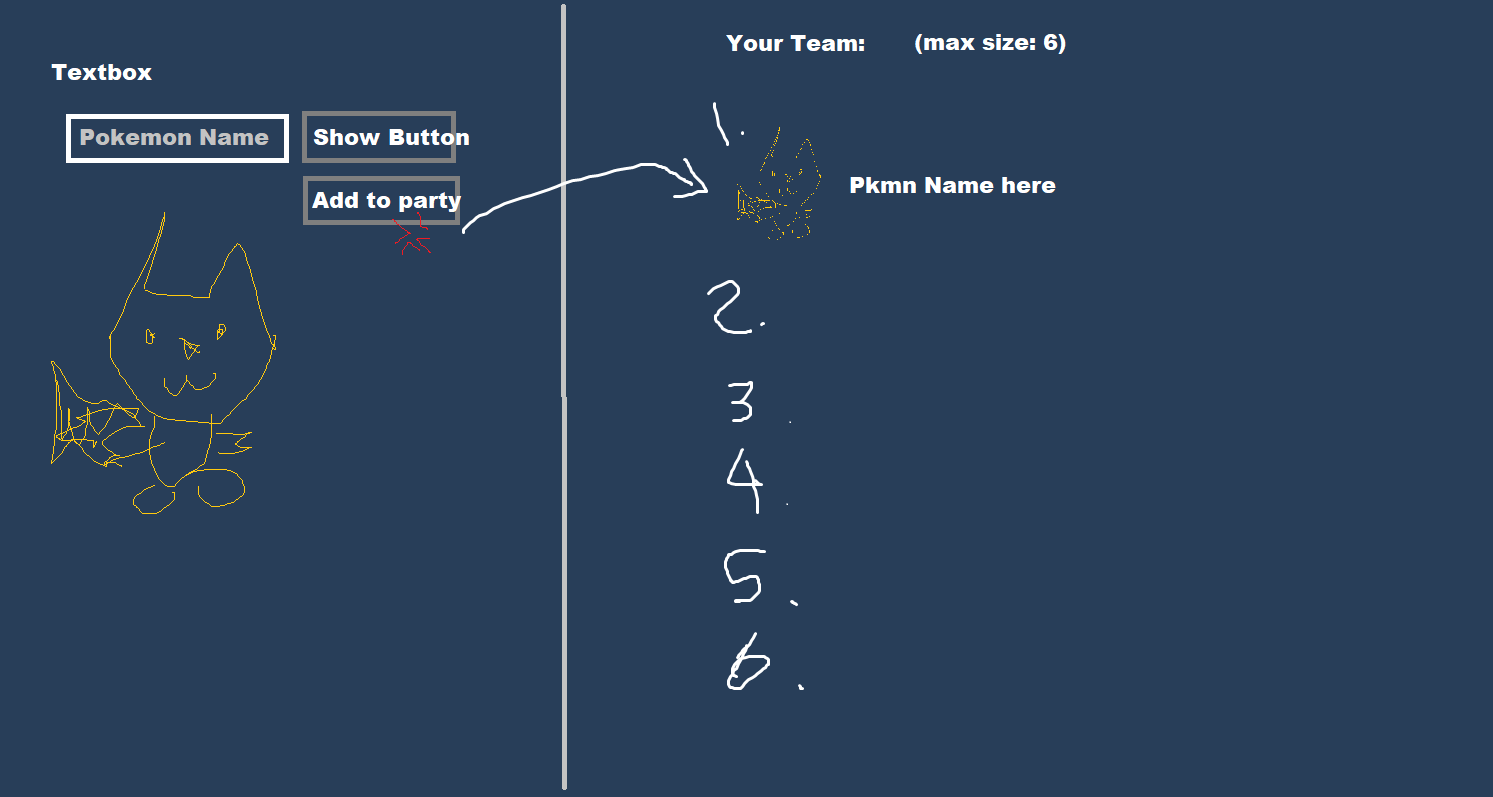 Textbox
Pokemon Name
Show Button
Add to party
Your Team: (max size: 6)
1.
Pkmn Name here
2.
3.
4.
5.
6.